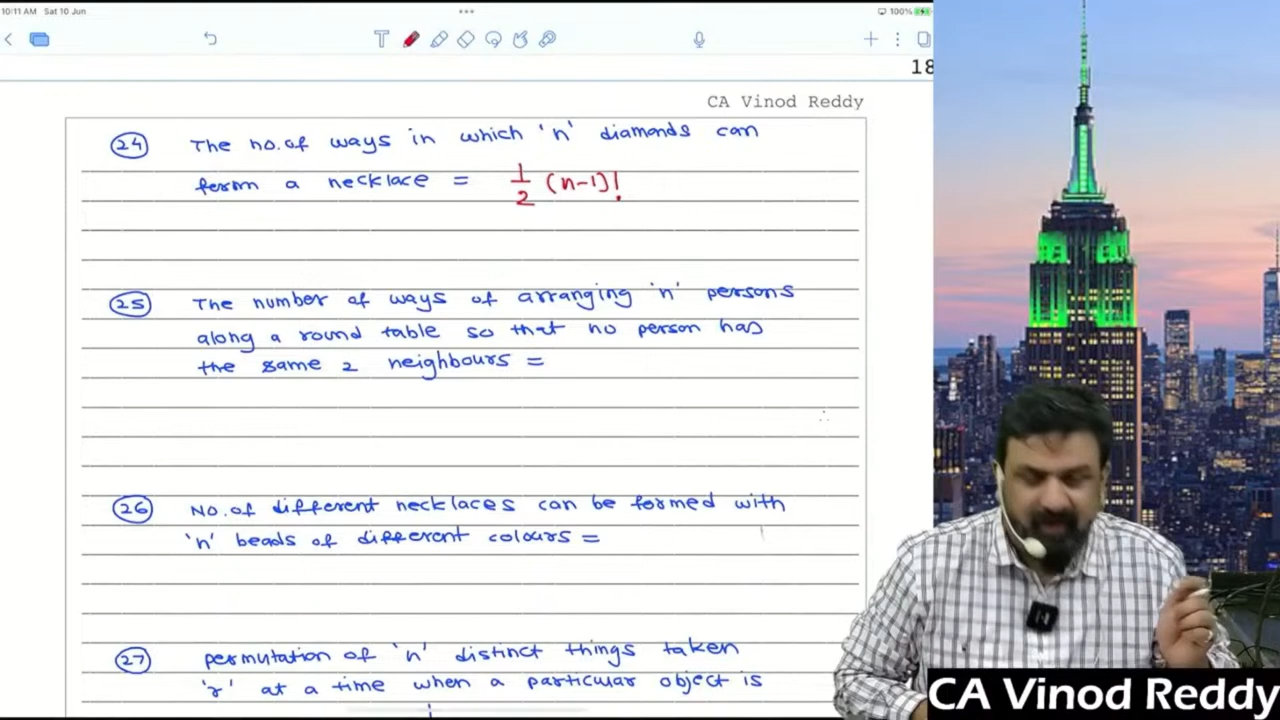 10:11 AM Sat 10 Jun
100%
T
18
CA Vinod Reddy
24 The no. of ways in which 'n' diamonds can
form a necklace = 1/2 (n-1)!
25 The number of ways of arranging 'n' persons
along a round table so that no person has
the same 2 neighbours =
26 No. of different necklaces can be formed with
'n' beads of different colours =
27 permutation of 'n' distinct things taken
'r' at a time when a particular object is
CA Vinod Reddy